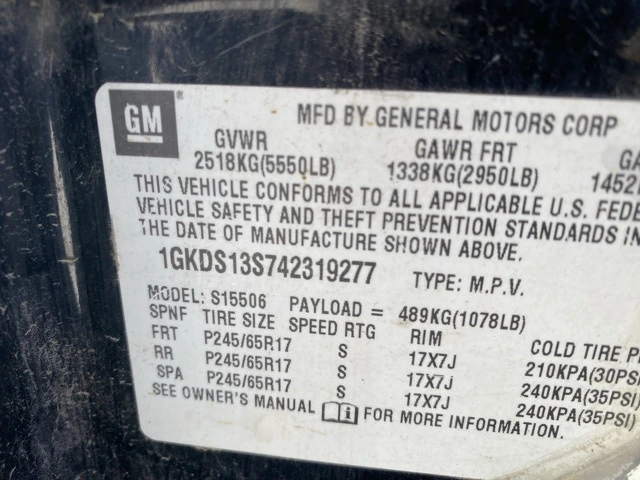 GM ®
MFD BY GENERAL MOTORS CORP
GVWR GAWR FRT
2518KG(5550LB) 1338KG(2950LB) 1452
THIS VEHICLE CONFORMS TO ALL APPLICABLE U.S.
VEHICLE SAFETY AND THEFT PREVENTION STANDARDS IN
THE DATE OF MANUFACTURE SHOWN ABOVE.
1GKDS13S742319277 TYPE: M.P.V.
MODEL: S15506 PAYLOAD = 489KG(1078LB)
SPNF TIRE SIZE SPEED RTG RIM COLD TIRE
FRT P245/65R17 S 17X7J 210KPA(30PSI)
RR P245/65R17 S 17X7J 240KPA(35PSI)
SPA P245/65R17 S 17X7J 240KPA(35PSI)
SEE OWNER'S MANUAL i FOR MORE INFORMATION.